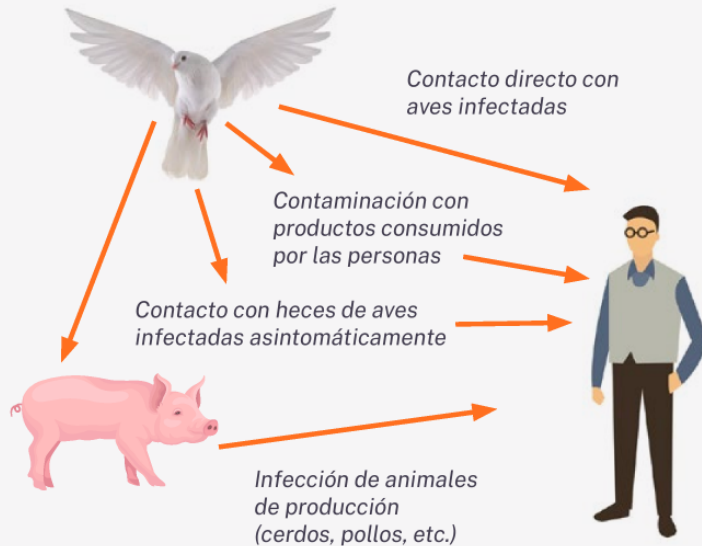 Contacto directo con
aves infectadas
Contaminación con
productos consumidos
por las personas
Contacto con heces de aves
infectadas asintomáticamente
Infección de animales
de producción
(cerdos, pollos, etc.)